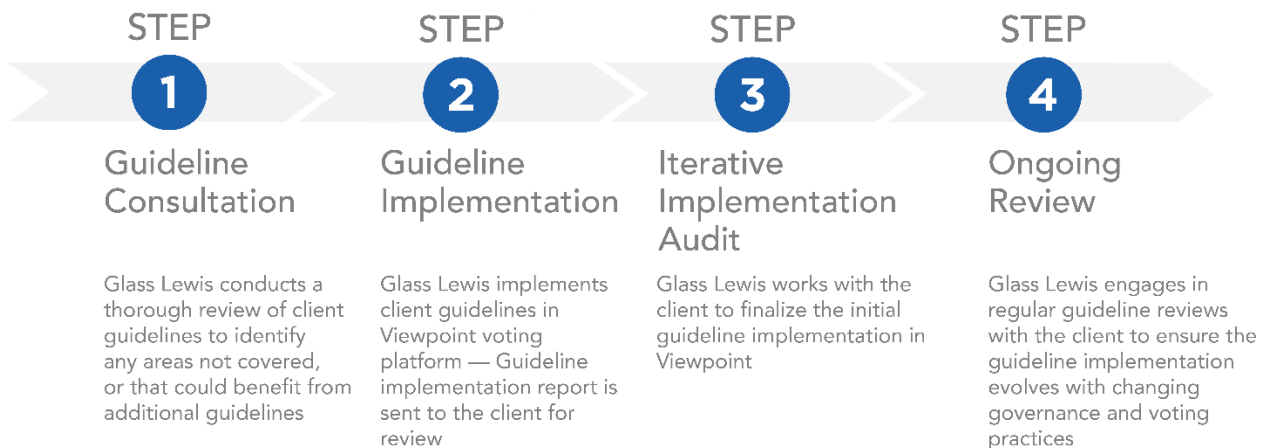 STEP
1
Guideline
Consultation
Glass Lewis conducts a
thorough review of client
guidelines to identify
any areas not covered,
or that could benefit from
additional guidelines
STEP
2
Guideline
Implementation
Glass Lewis implements
client guidelines in
Viewpoint voting
platform — Guideline
implementation report is
sent to the client for
review
STEP
3
Iterative
Implementation
Audit
Glass Lewis works with the
client to finalize the initial
guideline implementation in
Viewpoint
STEP
4
Ongoing
Review
Glass Lewis engages in
regular guideline reviews
with the client to ensure the
guideline implementation
evolves with changing
governance and voting
practices